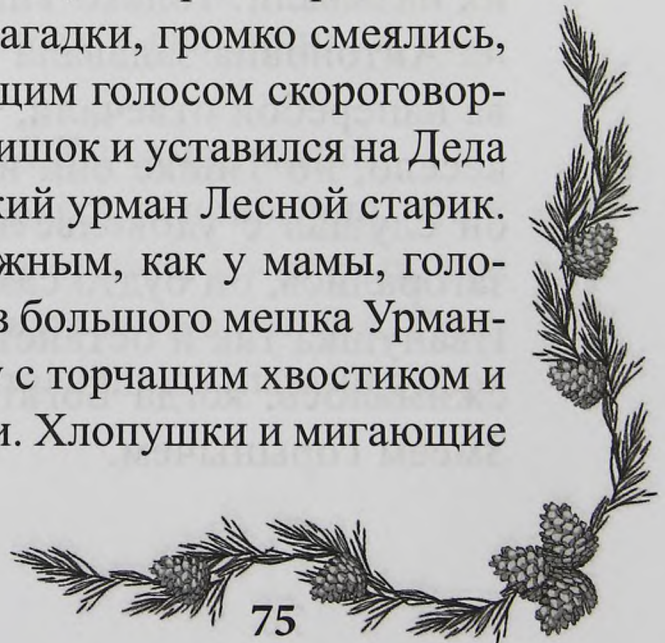 агадки, громко смеялись,
щим голосом скороговор-
ишок и уставился на Деда
кий урман Лесной старик.
жным, как у мамы, голо-
з большого мешка Урман-
у с торчащим хвостиком и
и. Хлопушки и мигающие
75